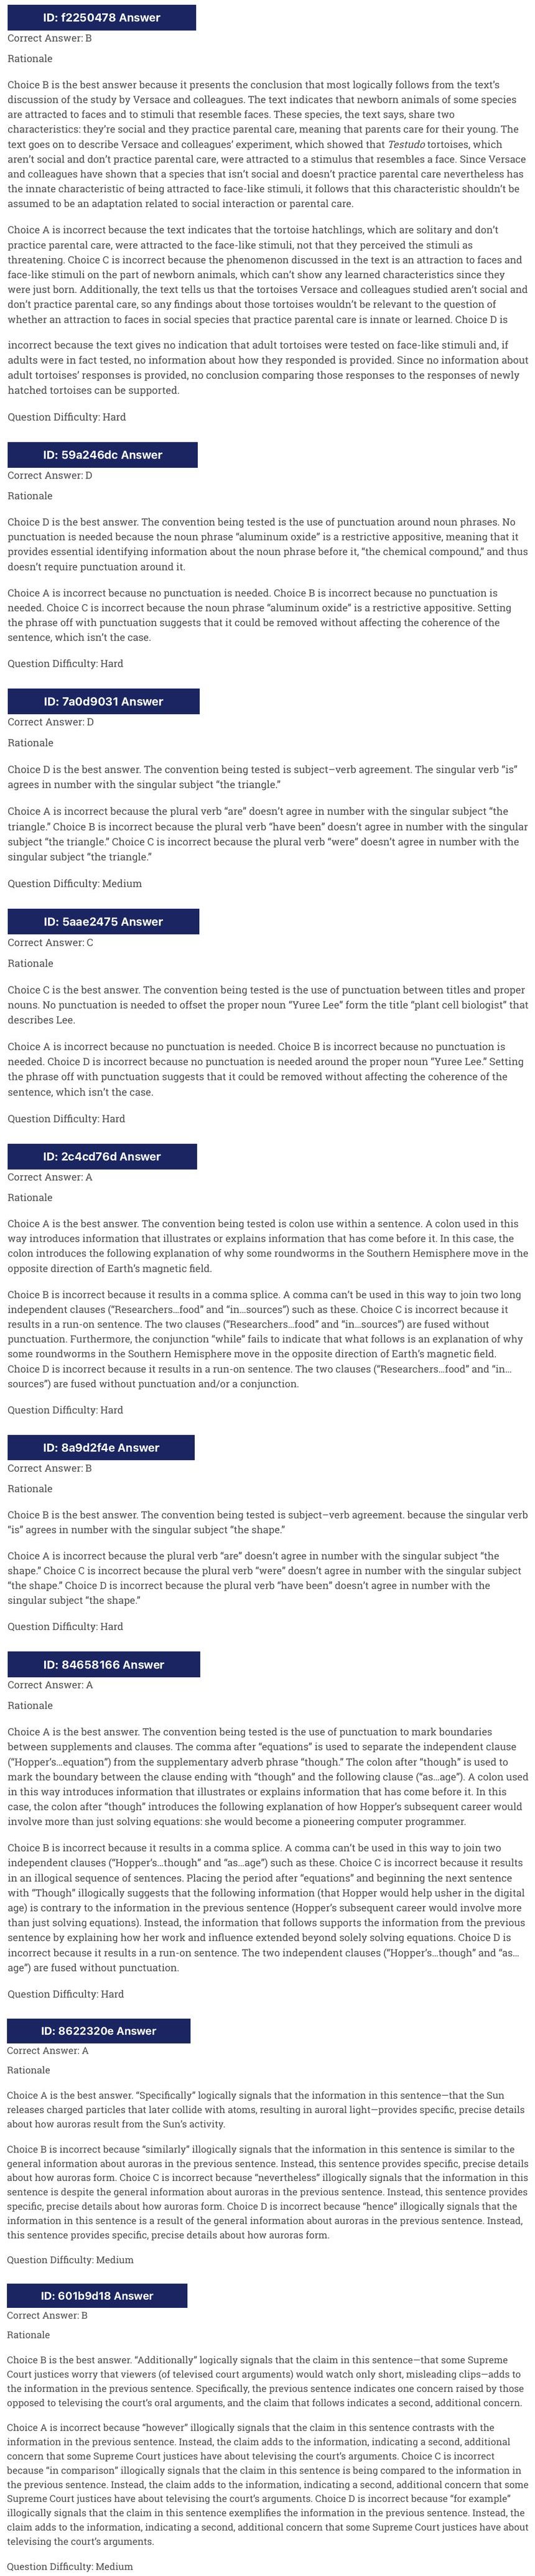 ID: f2250478 Answer
Correct Answer: B
Rationale
Choice B is the best answer because it presents the conclusion that most logically follows from the text’s
discussion of the study by Versace and colleagues. The text indicates that newborn animals of some species
are attracted to faces and to stimuli that resemble faces. These species, the text says, share two
characteristics: they’re social and they practice parental care, meaning that parents care for their young. The
text goes on to describe Versace and colleagues’ experiment, which showed that Testudo tortoises, which
aren’t social and don’t practice parental care, were attracted to a stimulus that resembles a face. Since Versace
and colleagues have shown that a species that isn’t social and doesn’t practice parental care nevertheless has
the innate characteristic of being attracted to face-like stimuli, it follows that this characteristic shouldn’t be
assumed to be an adaptation related to social interaction or parental care.
Choice A is incorrect because the text indicates that the tortoise hatchlings, which are solitary and don’t
practice parental care, were attracted to the face-like stimuli, not that they perceived the stimuli as
threatening. Choice C is incorrect because the phenomenon discussed in the text is an attraction to faces and
face-like stimuli on the part of newborn animals, which can’t show any learned characteristics since they
were just born. Additionally, the text tells us that the tortoises Versace and colleagues studied aren’t social and
don’t practice parental care, so any findings about those tortoises wouldn’t be relevant to the question of
whether an attraction to faces in social species that practice parental care is innate or learned. Choice D is
incorrect because the text gives no indication that adult tortoises were tested on face-like stimuli and, if
adults were in fact tested, no information about how they responded is provided. Since no information about
adult tortoises’ responses is provided, no conclusion comparing those responses to the responses of newly
hatched tortoises can be supported.
Question Difficulty: Hard
ID: 59a246dc Answer
Correct Answer: D
Rationale
Choice D is the best answer. The convention being tested is the use of punctuation around noun phrases. No
punctuation is needed because the noun phrase “aluminum oxide” is a restrictive appositive, meaning that it
provides essential identifying information about the noun phrase before it, “the chemical compound,” and thus
doesn’t require punctuation around it.
Choice A is incorrect because no punctuation is needed. Choice B is incorrect because no punctuation is
needed. Choice C is incorrect because the noun phrase “aluminum oxide” is a restrictive appositive. Setting
the phrase off with punctuation suggests that it could be removed without affecting the coherence of the
sentence, which isn’t the case.
Question Difficulty: Hard
ID: 7a0d9031 Answer
Correct Answer: D
Rationale
Choice D is the best answer. The convention being tested is subject–verb agreement. The singular verb “is”
agrees in number with the singular subject “the triangle.”
Choice A is incorrect because the plural verb “are” doesn’t agree in number with the singular subject “the
triangle.” Choice B is incorrect because the plural verb “have been” doesn’t agree in number with the singular
subject “the triangle.” Choice C is incorrect because the plural verb “were” doesn’t agree in number with the
singular subject “the triangle.”
Question Difficulty: Medium
ID: 5aae2475 Answer
Correct Answer: C
Rationale
Choice C is the best answer. The convention being tested is the use of punctuation between titles and proper
nouns. No punctuation is needed to offset the proper noun “Yuree Lee” form the title “plant cell biologist” that
describes Lee.
Choice A is incorrect because no punctuation is needed. Choice B is incorrect because no punctuation is
needed. Choice D is incorrect because no punctuation is needed around the proper noun “Yuree Lee.” Setting
the phrase off with punctuation suggests that it could be removed without affecting the coherence of the
sentence, which isn’t the case.
Question Difficulty: Hard
ID: 2c4cd76d Answer
Correct Answer: A
Rationale
Choice A is the best answer. The convention being tested is colon use within a sentence. A colon used in this
way introduces information that illustrates or explains information that has come before it. In this case, the
colon introduces the following explanation of why some roundworms in the Southern Hemisphere move in the
opposite direction of Earth’s magnetic field.
Choice B is incorrect because it results in a comma splice. A comma can’t be used in this way to join two long
independent clauses (“Researchers...food” and “in...sources”) such as these. Choice C is incorrect because it
results in a run-on sentence. The two clauses (“Researchers...food” and “in...sources”) are fused without
punctuation. Furthermore, the conjunction “while” fails to indicate that what follows is an explanation of why
some roundworms in the Southern Hemisphere move in the opposite direction of Earth’s magnetic field.
Choice D is incorrect because it results in a run-on sentence. The two clauses (“Researchers...food” and “in...
sources”) are fused without punctuation and/or a conjunction.
Question Difficulty: Hard
ID: 8a9d2f4e Answer
Correct Answer: B
Rationale
Choice B is the best answer. The convention being tested is subject–verb agreement. because the singular verb
“is” agrees in number with the singular subject “the shape.”
Choice A is incorrect because the plural verb “are” doesn’t agree in number with the singular subject “the
shape.” Choice C is incorrect because the plural verb “were” doesn’t agree in number with the singular subject
“the shape.” Choice D is incorrect because the plural verb “have been” doesn’t agree in number with the
singular subject “the shape.”
Question Difficulty: Hard
ID: 84658166 Answer
Correct Answer: A
Rationale
Choice A is the best answer. The convention being tested is the use of punctuation to mark boundaries
between supplements and clauses. The comma after “equations” is used to separate the independent clause
(“Hopper’s...equation”) from the supplementary adverb phrase “though.” The colon after “though” is used to
mark the boundary between the clause ending with “though” and the following clause (“as...age”). A colon used
in this way introduces information that illustrates or explains information that has come before it. In this
case, the colon after “though” introduces the following explanation of how Hopper’s subsequent career would
involve more than just solving equations: she would become a pioneering computer programmer.
Choice B is incorrect because it results in a comma splice. A comma can’t be used in this way to join two
independent clauses (“Hopper’s...though” and “as...age”) such as these. Choice C is incorrect because it results
in an illogical sequence of sentences. Placing the period after “equations” and beginning the next sentence
with “Though” illogically suggests that the following information (that Hopper would help usher in the digital
age) is contrary to the information in the previous sentence (Hopper’s subsequent career would involve more
than just solving equations). Instead, the information that follows supports the information from the previous
sentence by explaining how her work and influence extended beyond solely solving equations. Choice D is
incorrect because it results in a run-on sentence. The two independent clauses (“Hopper’s...though” and “as...
age”) are fused without punctuation.
Question Difficulty: Hard
ID: 8622320e Answer
Correct Answer: A
Rationale
Choice A is the best answer. “Specifically” logically signals that the information in this sentence—that the Sun
releases charged particles that later collide with atoms, resulting in auroral light—provides specific, precise details
about how auroras result from the Sun’s activity.
Choice B is incorrect because “similarly” illogically signals that the information in this sentence is similar to the
general information about auroras in the previous sentence. Instead, this sentence provides specific, precise details
about how auroras form. Choice C is incorrect because “nevertheless” illogically signals that the information in this
sentence is despite the general information about auroras in the previous sentence. Instead, this sentence provides
specific, precise details about how auroras form. Choice D is incorrect because “hence” illogically signals that the
information in this sentence is a result of the general information about auroras in the previous sentence. Instead,
this sentence provides specific, precise details about how auroras form.
Question Difficulty: Medium
ID: 601b9d18 Answer
Correct Answer: B
Rationale
Choice B is the best answer. “Additionally” logically signals that the claim in this sentence—that some Supreme
Court justices worry that viewers (of televised court arguments) would watch only short, misleading clips—adds to
the information in the previous sentence. Specifically, the previous sentence indicates one concern raised by those
opposed to televising the court’s oral arguments, and the claim that follows indicates a second, additional concern.
Choice A is incorrect because “however” illogically signals that the claim in this sentence contrasts with the
information in the previous sentence. Instead, the claim adds to the information, indicating a second, additional
concern that some Supreme Court justices have about televising the court’s arguments. Choice C is incorrect
because “in comparison” illogically signals that the claim in this sentence is being compared to the information in
the previous sentence. Instead, the claim adds to the information, indicating a second, additional concern that some
Supreme Court justices have about televising the court’s arguments. Choice D is incorrect because “for example”
illogically signals that the claim in this sentence exemplifies the information in the previous sentence. Instead, the
claim adds to the information, indicating a second, additional concern that some Supreme Court justices have about
televising the court’s arguments.
Question Difficulty: Medium